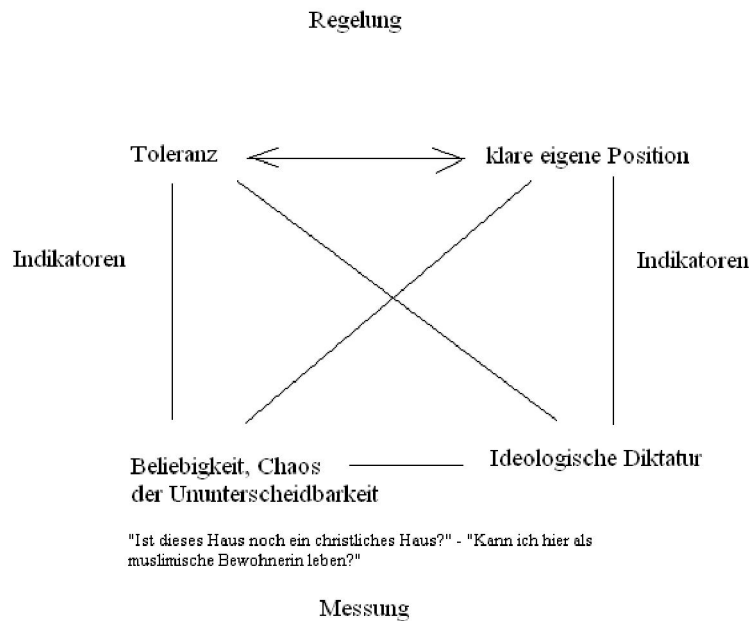 Regelung
Toleranz
klare eigene Position
Indikatoren
Indikatoren
Beliebigkeit, Chaos
der Ununterscheidbarkeit
Ideologische Diktatur
"Ist dieses Haus noch ein christliches Haus?" - "Kann ich hier als
muslimische Bewohnerin leben?"
Messung